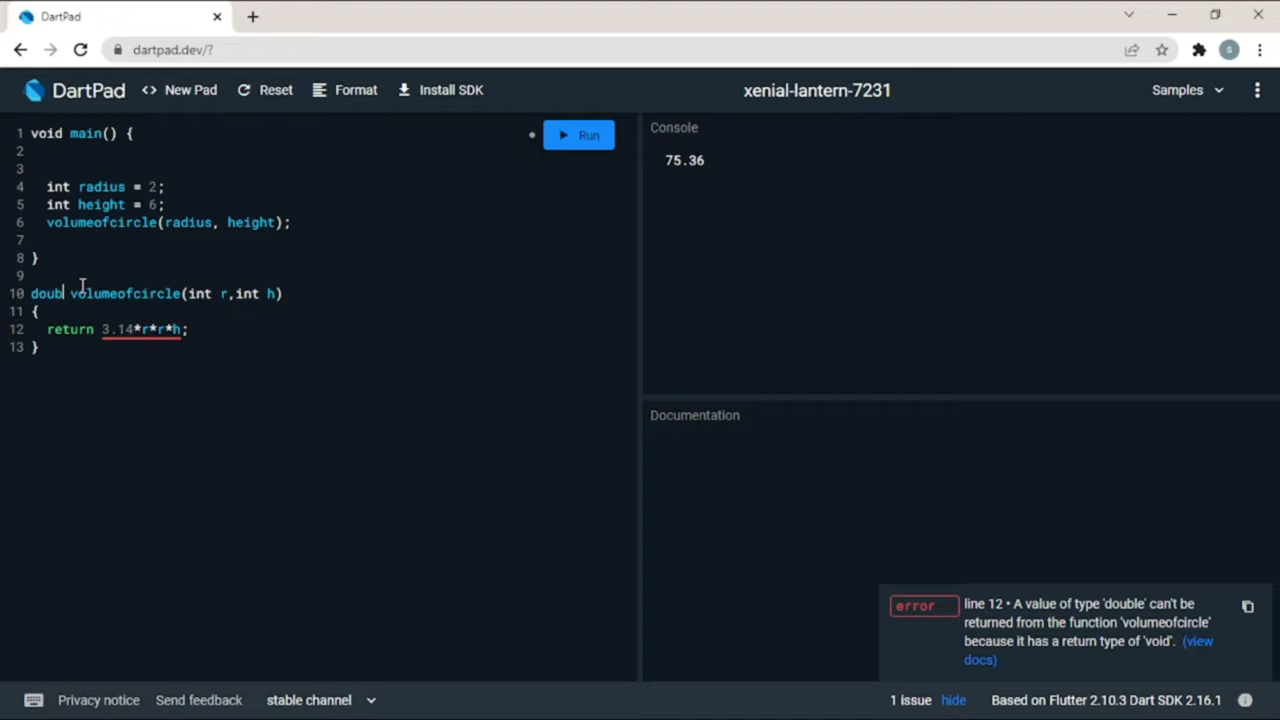 DartPad
dartpad.dev/?
S
DartPad
<> New Pad
Reset
Format
Install SDK
xenial-lantern-7231
Samples
1 void main() {
Run
2
3
4 int radius = 2;
5 int height = 6;
6 volumeofcircle(radius, height);
7
8 }
9
10 doub volumeofcircle(int r,int h)
11 {
12 return 3.14*r*r*h;
13 }
Console
75.36
Documentation
error
line 12 • A value of type 'double' can't be
returned from the function 'volumeofcircle'
because it has a return type of 'void'. (view
docs)
Privacy notice
Send feedback
stable channel
1 issue hide
Based on Flutter 2.10.3 Dart SDK 2.16.1